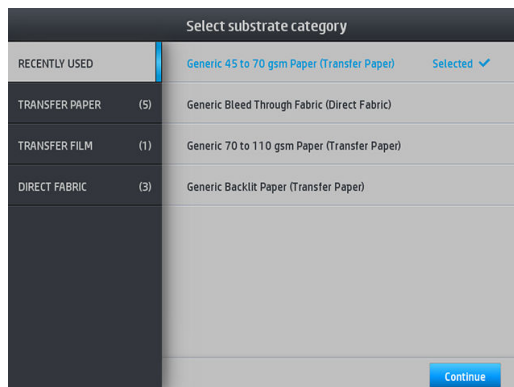 Select substrate category
RECENTLY USED
TRANSFER PAPER (5)
TRANSFER FILM (1)
DIRECT FABRIC (3)
Generic 45 to 70 gsm Paper (Transfer Paper) Selected ✓
Generic Bleed Through Fabric (Direct Fabric)
Generic 70 to 110 gsm Paper (Transfer Paper)
Generic Backlit Paper (Transfer Paper)
Continue